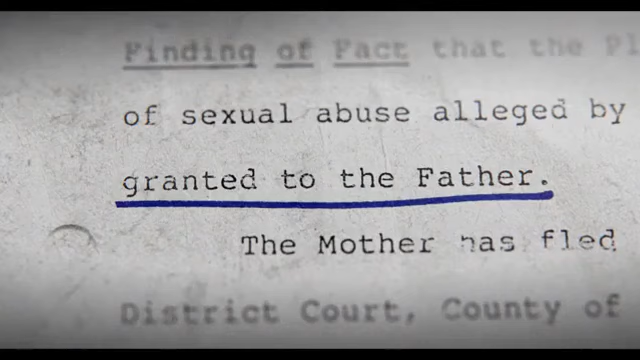 Finding of Fact that the Pl
of sexual abuse alleged by
granted to the Father.
The Mother has fled
District Court, County of